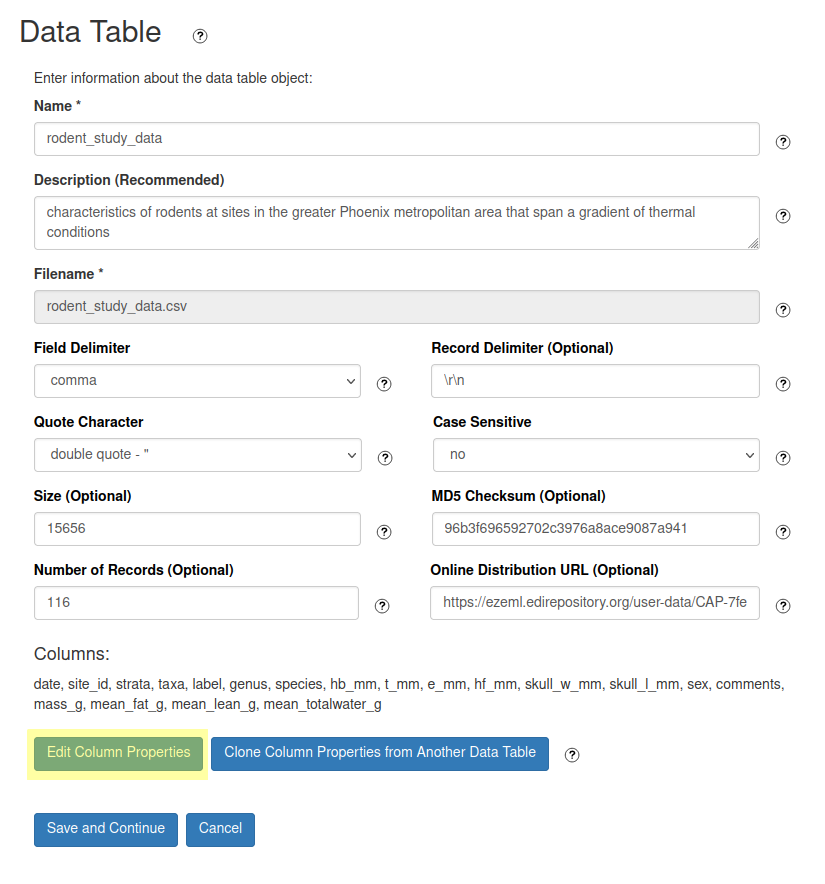 Data Table ?
Enter information about the data table object:
Name *
rodent_study_data ?
Description (Recommended)
characteristics of rodents at sites in the greater Phoenix metropolitan area that span a gradient of thermal
conditions
?
Filename *
rodent_study_data.csv ?
Field Delimiter Record Delimiter (Optional)
comma ? \r\n ?
Quote Character Case Sensitive
double quote - " ? no ?
Size (Optional) MD5 Checksum (Optional)
15656 ? 96b3f696592702c3976a8ace9087a941 ?
Number of Records (Optional) Online Distribution URL (Optional)
116 ? https://ezeml.edirepository.org/user-data/CAP-7fe ?
Columns:
date, site_id, strata, taxa, label, genus, species, hb_mm, t_mm, e_mm, hf_mm, skull_w_mm, skull_l_mm, sex, comments,
mass_g, mean_fat_g, mean_lean_g, mean_totalwater_g
Edit Column Properties Clone Column Properties from Another Data Table ?
Save and Continue Cancel